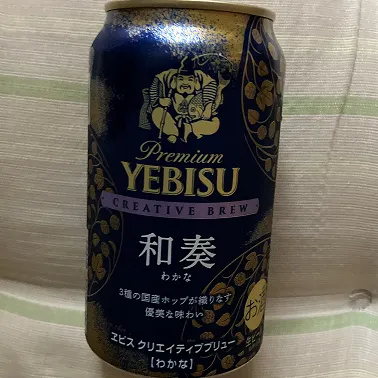 Premium
YEBISU
CREATIVE BREW
和奏
わかな
3種の国産ホップが織りなす
優美な味わい
お
ヱビス クリエイティブブリュー
【わかな】